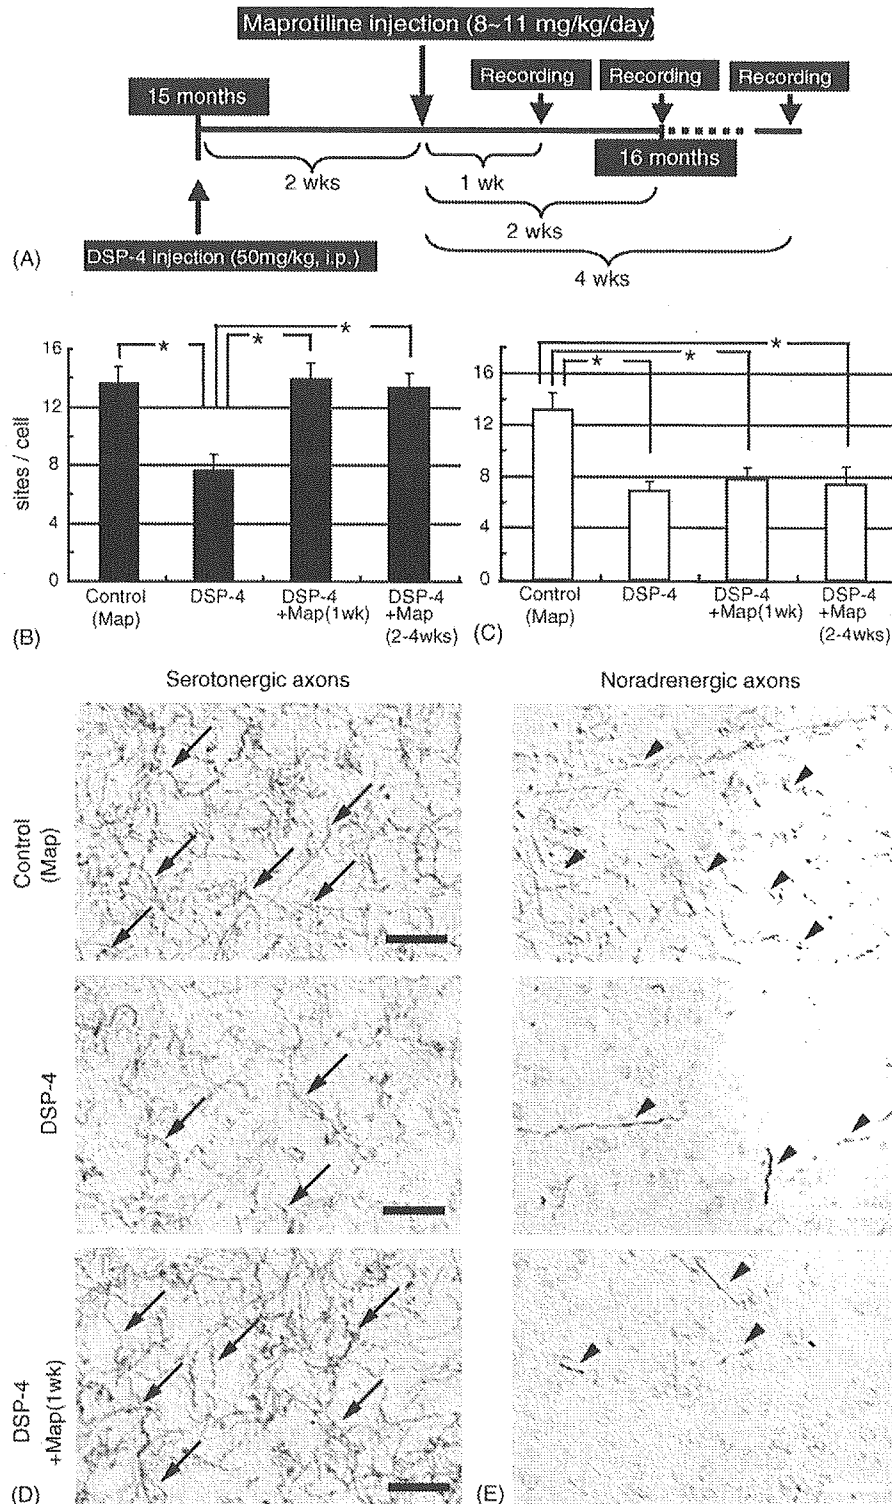 Maprotiline injection (8~11 mg/kg/day)
Recording
Recording
Recording
15 months
16 months
2 wks
1 wk
2 wks
4 wks
DSP-4 injection (50mg/kg, i.p.)
(A)
sites / cell
16
12
8
4
0
*
*
*
Control
(Map)
DSP-4
DSP-4
+Map(1wk)
DSP-4
+Map
(2-4wks)
(B)
16
12
8
4
0
*
*
*
Control
(Map)
DSP-4
DSP-4
+Map(1wk)
DSP-4
+Map
(2-4wks)
(C)
Serotonergic axons
Noradrenergic axons
Control
(Map)
DSP-4
DSP-4
+Map(1wk)
(D)
(E)